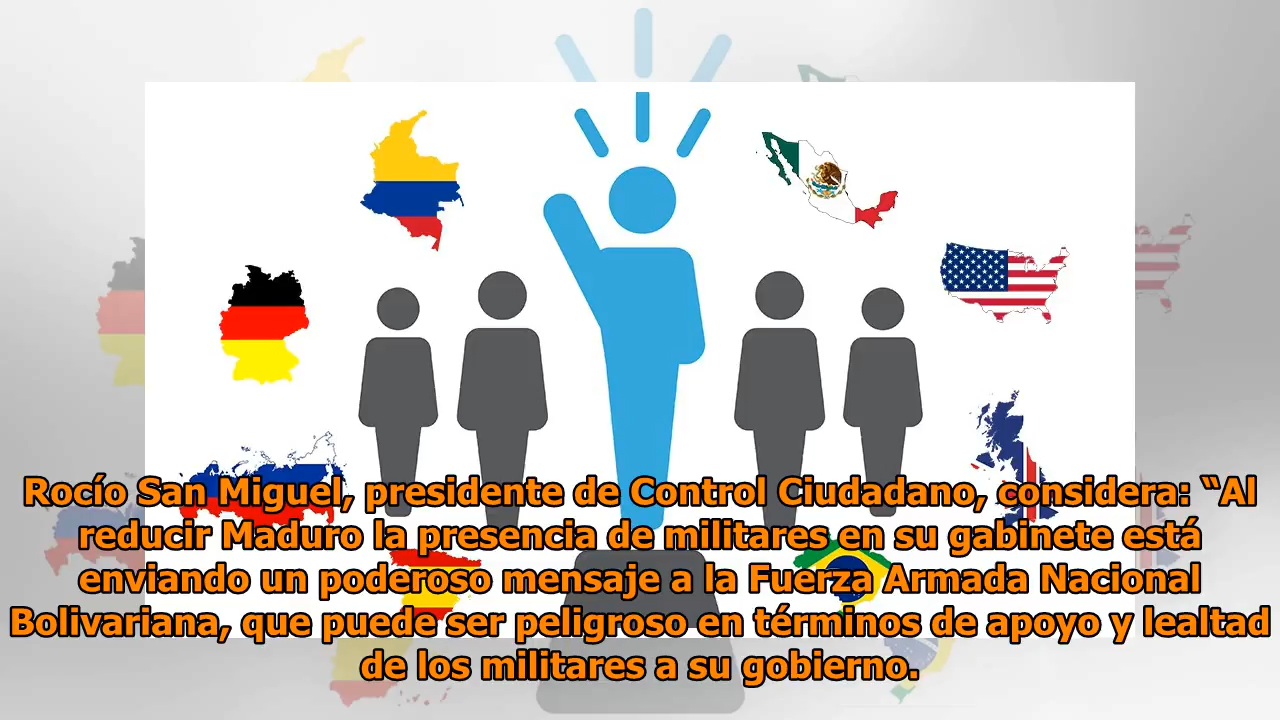 Rocío San Miguel, presidente de Control Ciudadano, considera: “Al
reducir Maduro la presencia de militares en su gabinete está
enviando un poderoso mensaje a la Fuerza Armada Nacional
Bolivariana, que puede ser peligroso en términos de apoyo y lealtad
de los militares a su gobierno.